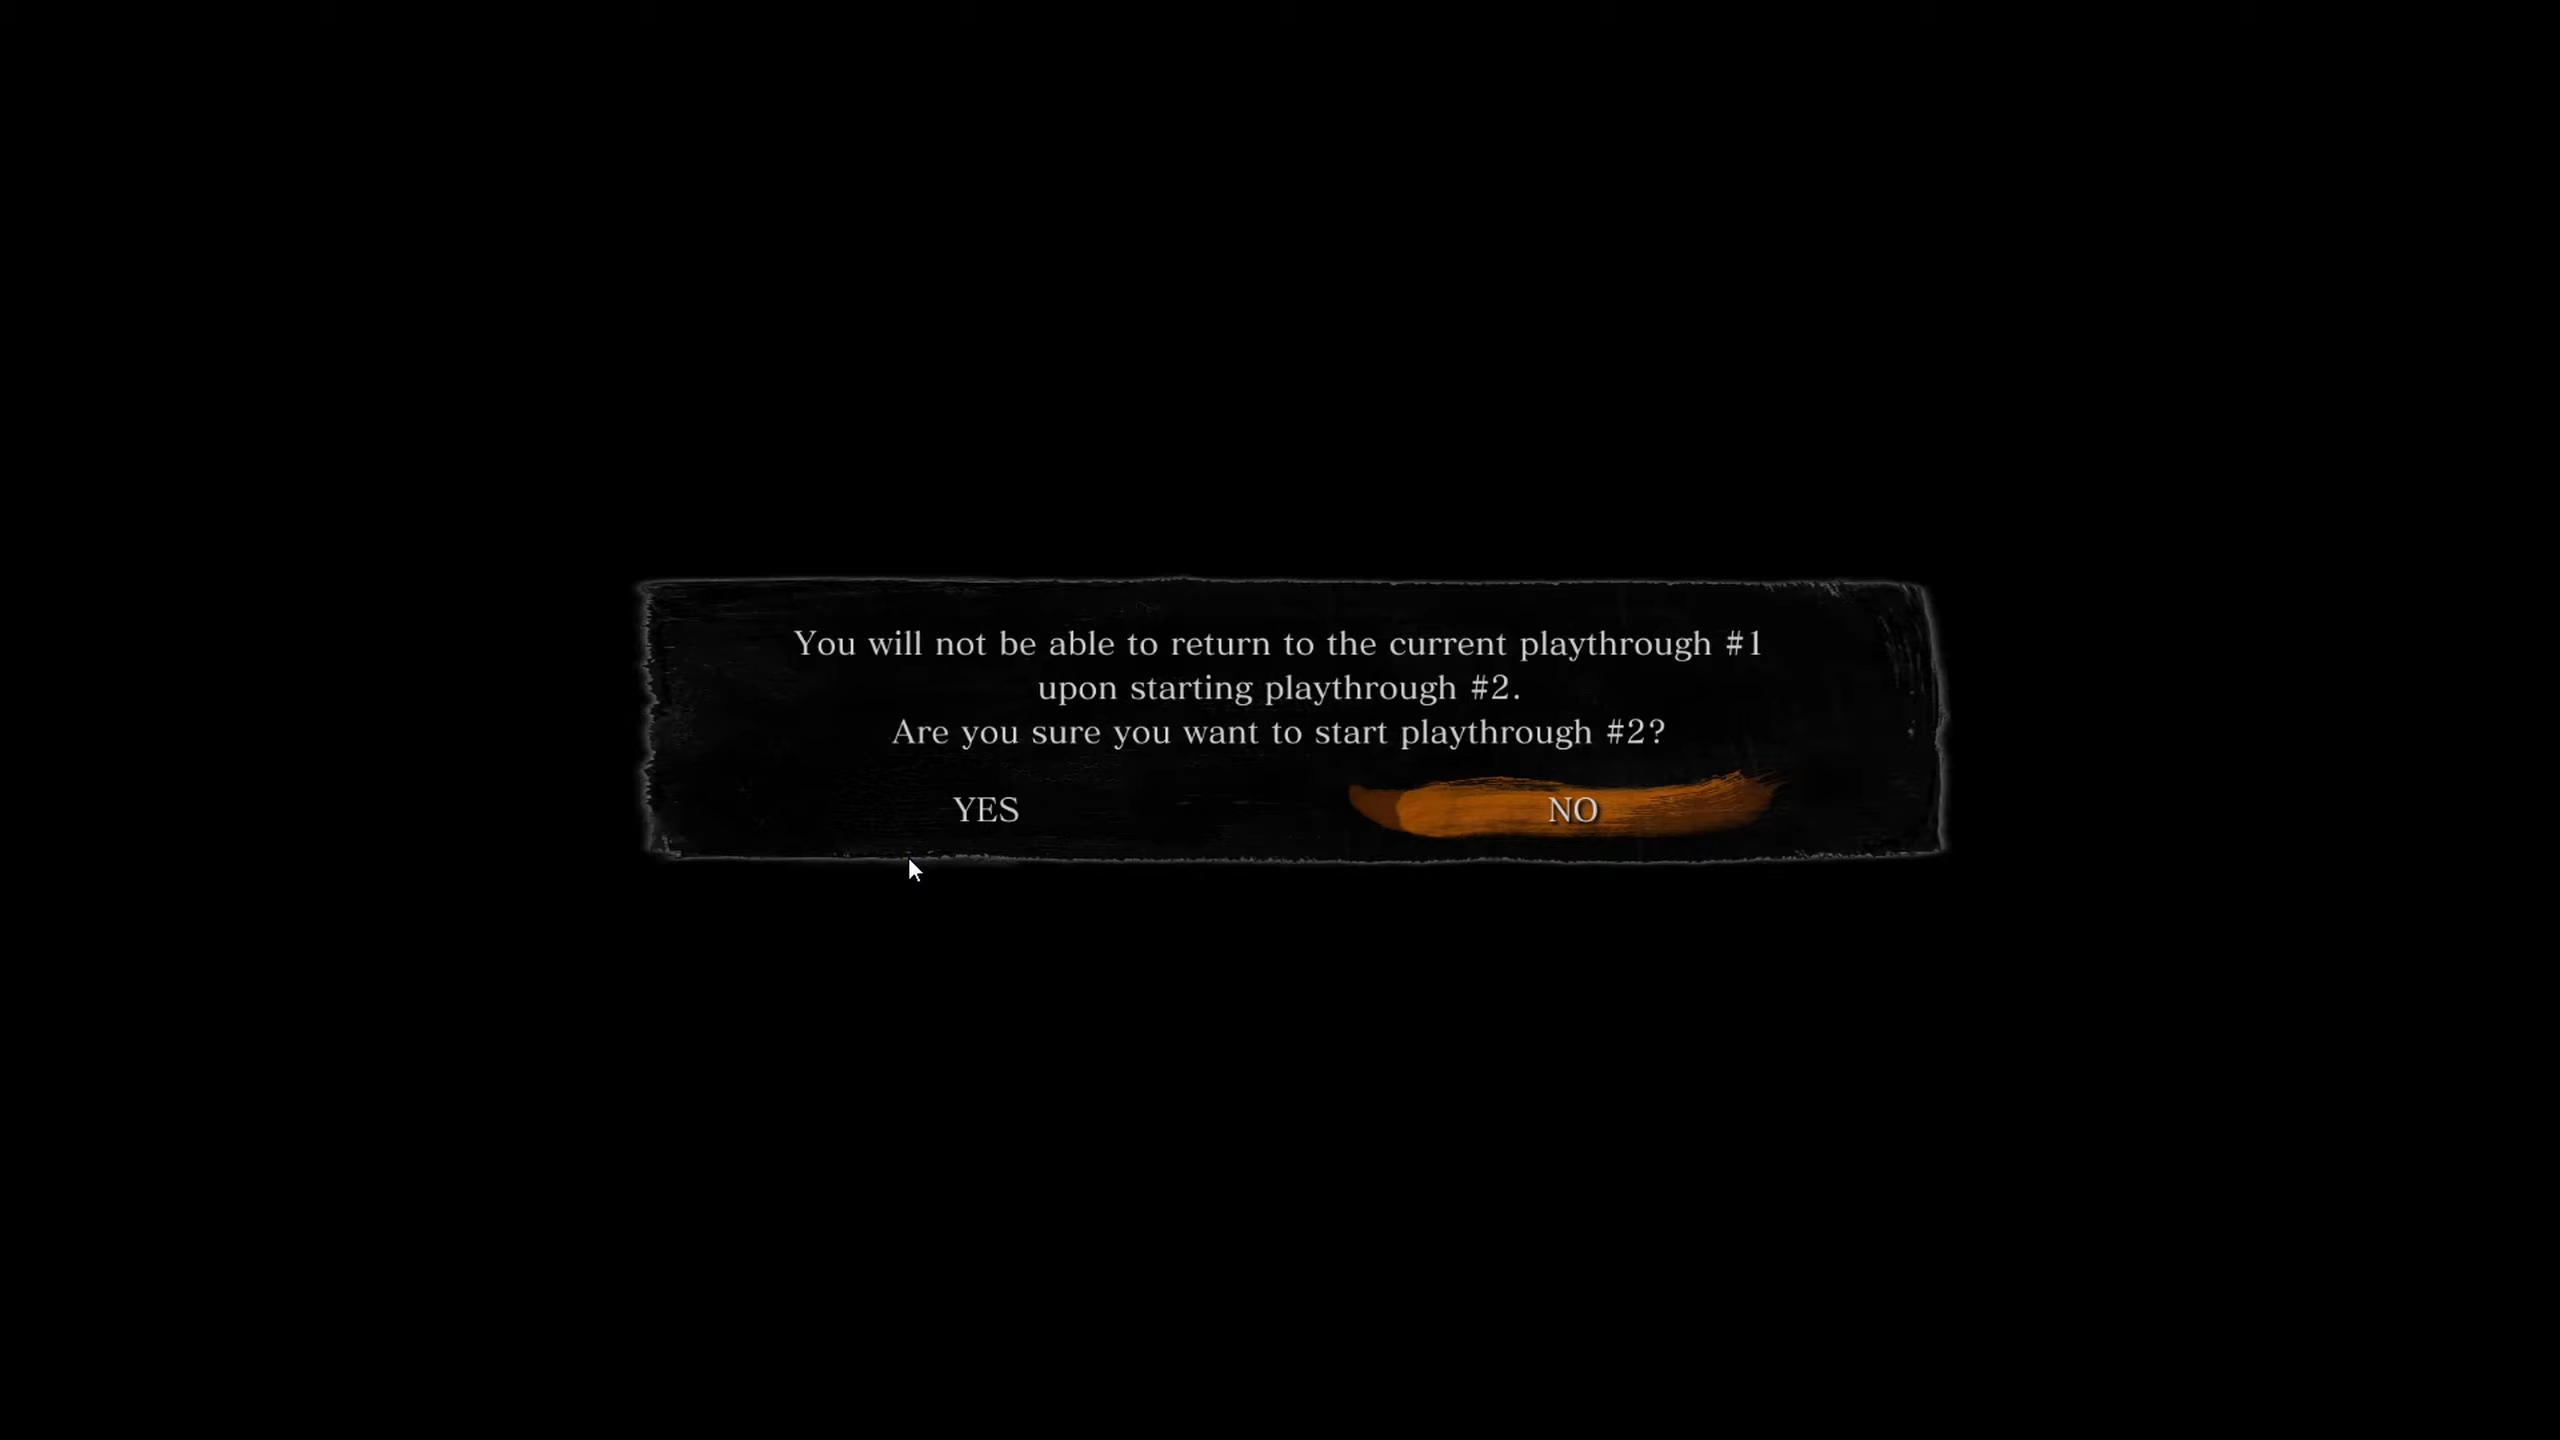 You will not be able to return to the current playthrough #1
upon starting playthrough #2.
Are you sure you want to start playthrough #2?
YES
NO